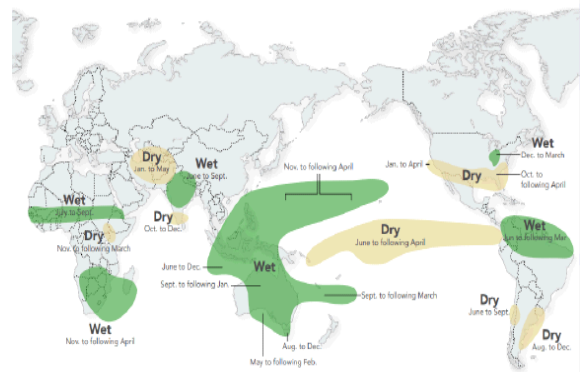 Nov. to following April
Wet
Dec. to March
Jan. to April
Dry
Oct. to
following April
Dry
Jan. to May
Wet
June to Sept.
Wet
July to Sept.
Dry
Oct. to Dec.
Dry
Nov. to following March
Wet
Jun to following Mar
Dry
June to following April
June to Dec.
Wet
Sept. to following Jan.
Sept. to following March
Dry
June to Sept.
Wet
Nov. to following April
Aug. to Dec.
May to following Feb.
Dry
Aug. to Dec.